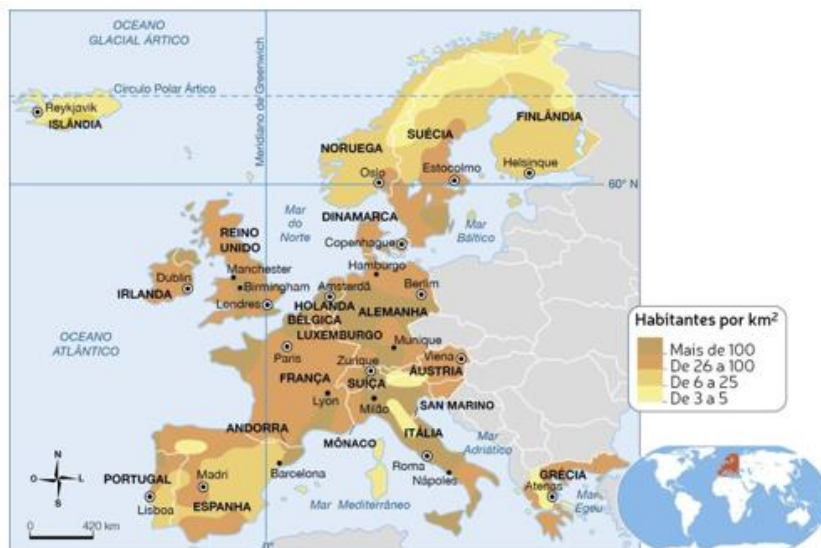 OCEANO
GLACIAL ÁRTICO
Círculo Polar Ártico
Reykjavik
ISLÂNDIA
Meridiano de Greenwich
FINLÂNDIA
SUÉCIA
NORUEGA
Helsinque
Oslo
Estocolmo
60° N
Mar
do
Norte
DINAMARCA
Mar
Báltico
REINO
UNIDO
Copenhague
Hamburgo
Manchester
Dublin
Birmingham
Amsterdã
Berlim
IRLANDA
Londres
HOLANDA
ALEMANHA
BÉLGICA
LUXEMBURGO
OCEANO
ATLÂNTICO
Munique
Paris
Zurique
Viena
ÁUSTRIA
SUÍÇA
FRANÇA
Lyon
Milão
SAN MARINO
ANDORRA
MÔNACO
ITÁLIA
Mar
Adriático
O
N
L
S
PORTUGAL
Madri
Barcelona
Roma
Nápoles
GRÉCIA
Atenas
Lisboa
ESPANHA
Mar Mediterrâneo
Mar
Egeu
0
420 km
0°
Habitantes por km²
Mais de 100
De 26 a 100
De 6 a 25
De 3 a 5